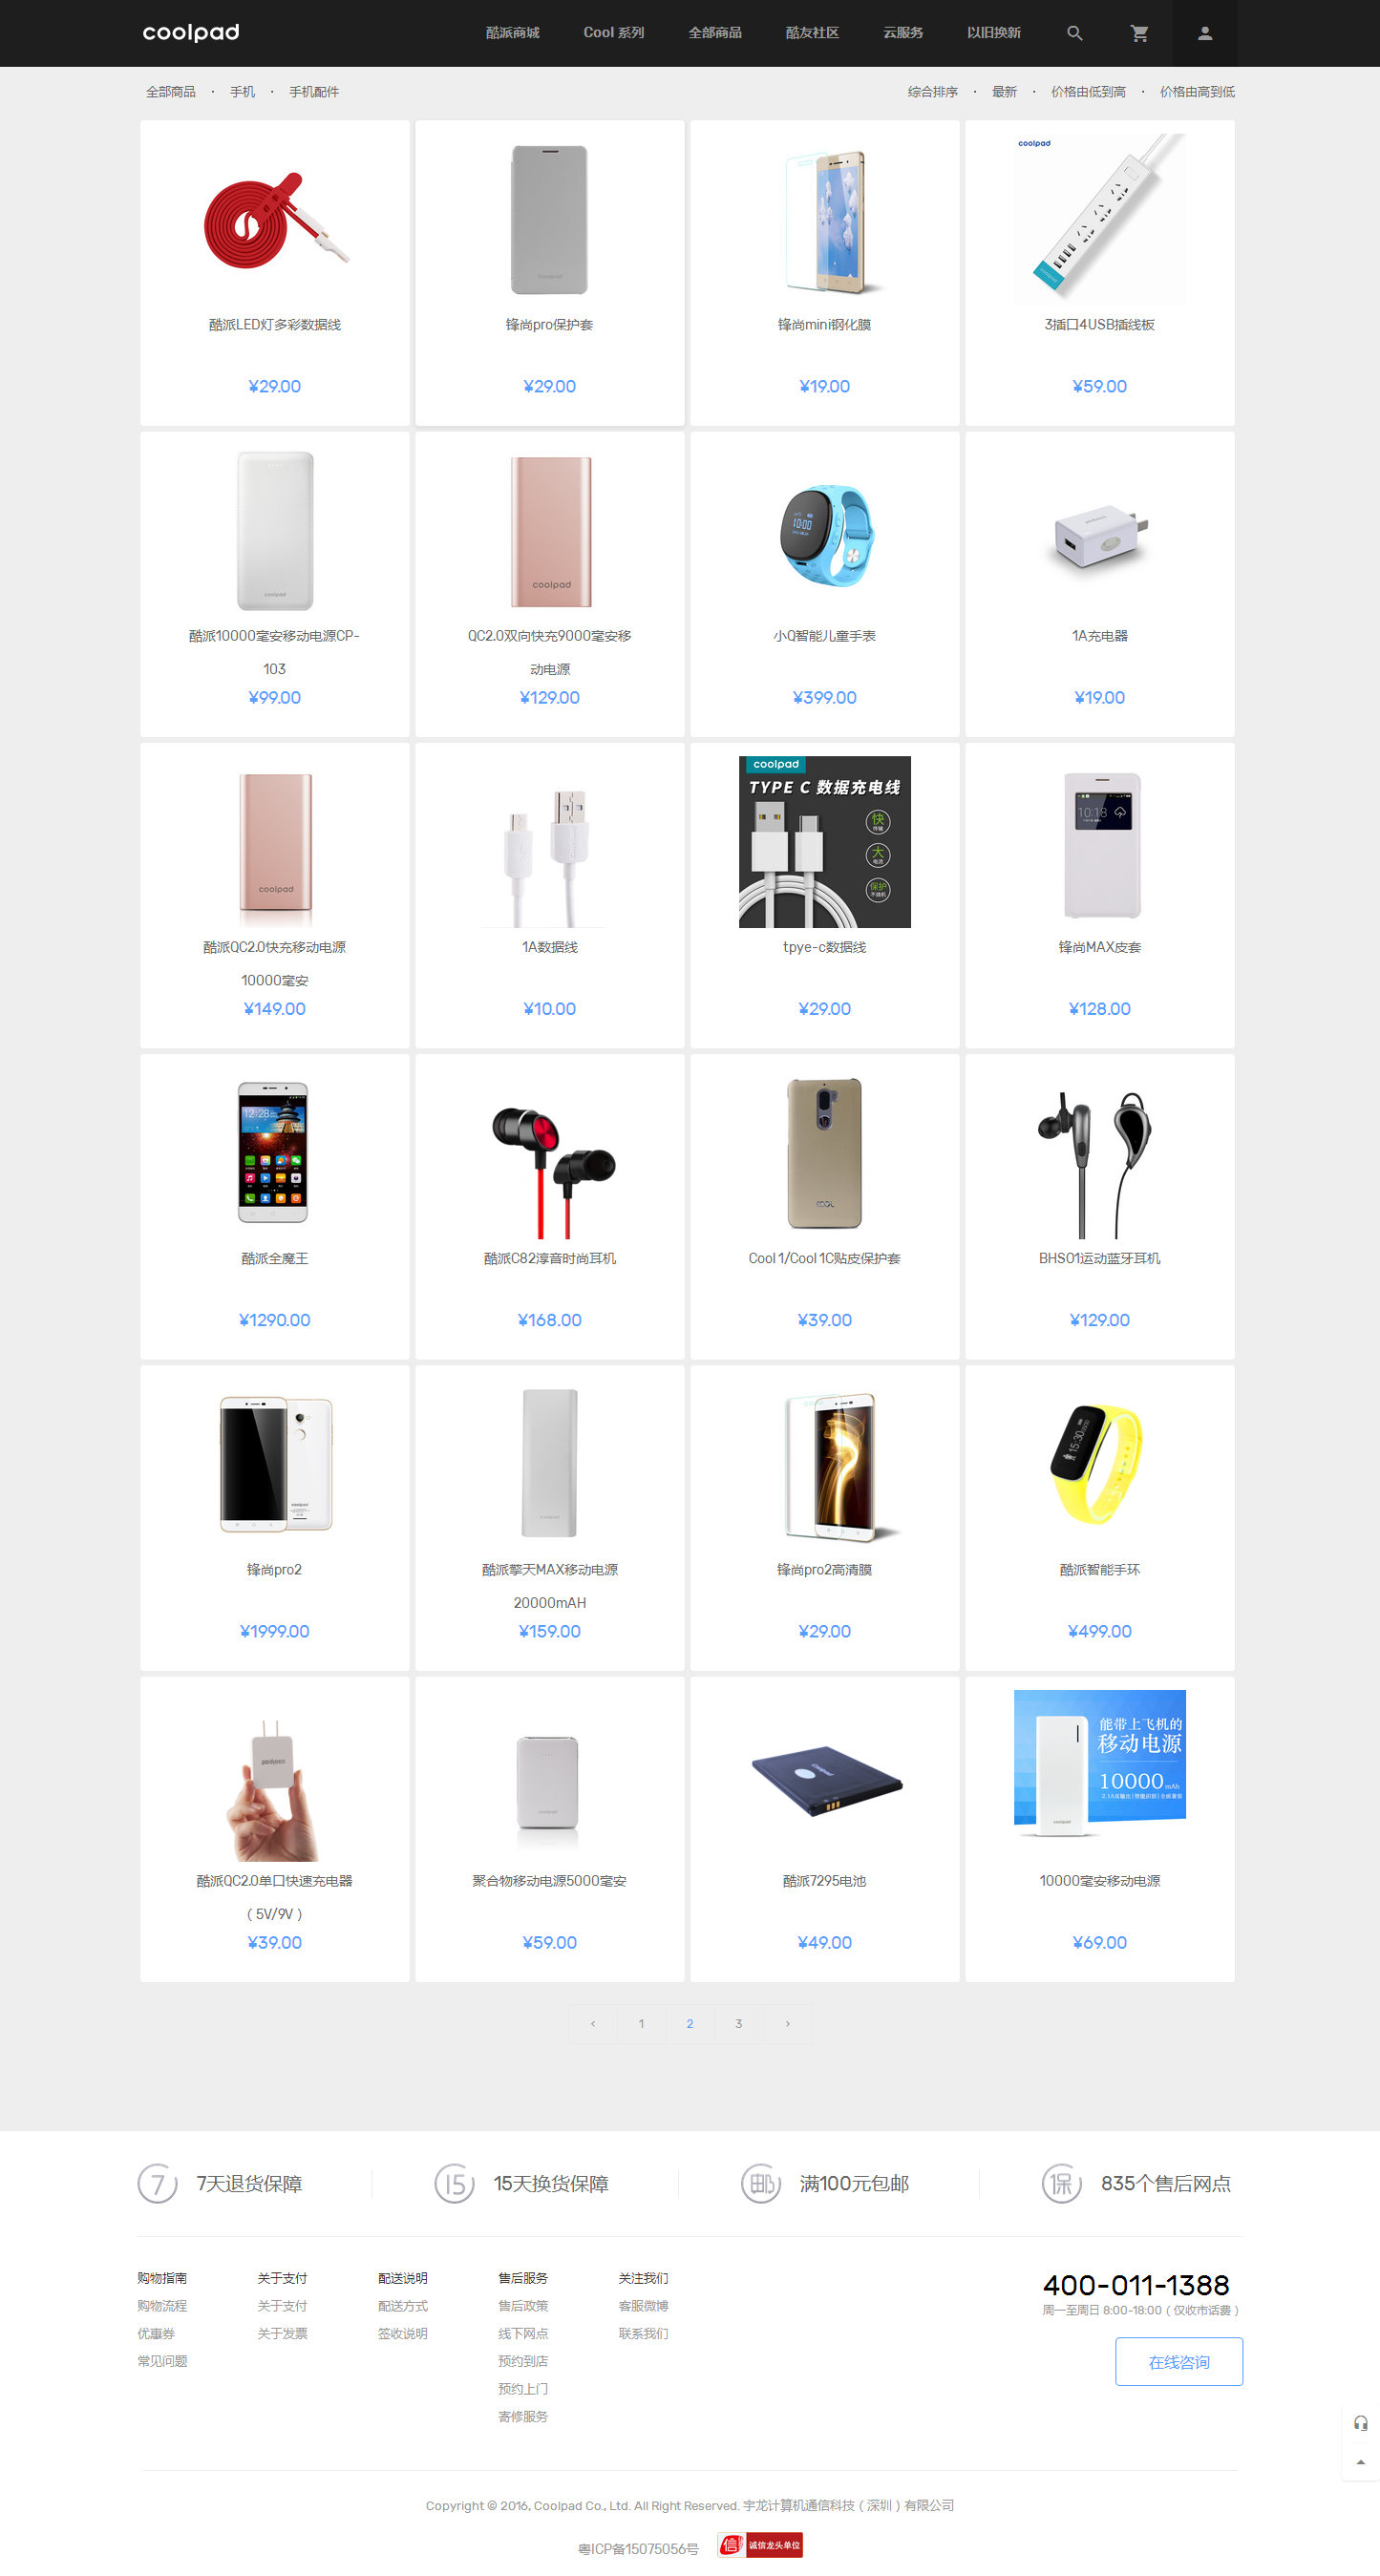 coolpad
酷派商城
Cool 系列
全部商品
酷友社区
云服务
以旧换新
全部商品 · 手机 · 手机配件
综合排序 · 最新 · 价格由低到高 · 价格由高到低
coolpad
酷派LED灯多彩数据线
¥29.00
锋尚pro保护套
¥29.00
锋尚mini钢化膜
¥19.00
3插口4USB插线板
¥59.00
coolpad
coolpad
10:00
酷派10000毫安移动电源CP-
103
¥99.00
QC2.0双向快充9000毫安移
动电源
¥129.00
小Q智能儿童手表
¥399.00
1A充电器
¥19.00
coolpad
coolpad
TYPE C 数据充电线
快
传输
大
电流
保护
不烧机
10:18
酷派QC2.0快充移动电源
10000毫安
¥149.00
1A数据线
¥10.00
tpye-c数据线
¥29.00
锋尚MAX皮套
¥128.00
12:28
COOL
酷派全魔王
¥1290.00
酷派C82淳音时尚耳机
¥168.00
Cool 1/Cool 1C贴皮保护套
¥39.00
BHS01运动蓝牙耳机
¥129.00
coolpad
15:30
锋尚pro2
¥1999.00
酷派擎天MAX移动电源
20000mAH
¥159.00
锋尚pro2高清膜
¥29.00
酷派智能手环
¥499.00
coolpad
Coolpad
能带上飞机的
移动电源
10000 mAh
coolpad
酷派QC2.0单口快速充电器
（5V/9V）
¥39.00
聚合物移动电源5000毫安
¥59.00
酷派7295电池
¥49.00
10000毫安移动电源
¥69.00
‹ 1 2 3 ›
7 7天退货保障
15 15天换货保障
邮 满100元包邮
保 835个售后网点
购物指南
购物流程
优惠券
常见问题
关于支付
关于支付
关于发票
配送说明
配送方式
签收说明
售后服务
售后政策
线下网点
预约到店
预约上门
寄修服务
关注我们
客服微博
联系我们
400-011-1388
周一至周日 8:00-18:00（仅收市话费）
在线咨询
Copyright © 2016, Coolpad Co., Ltd. All Right Reserved. 宇龙计算机通信科技（深圳）有限公司
粤ICP备15075056号
信 诚信龙头单位